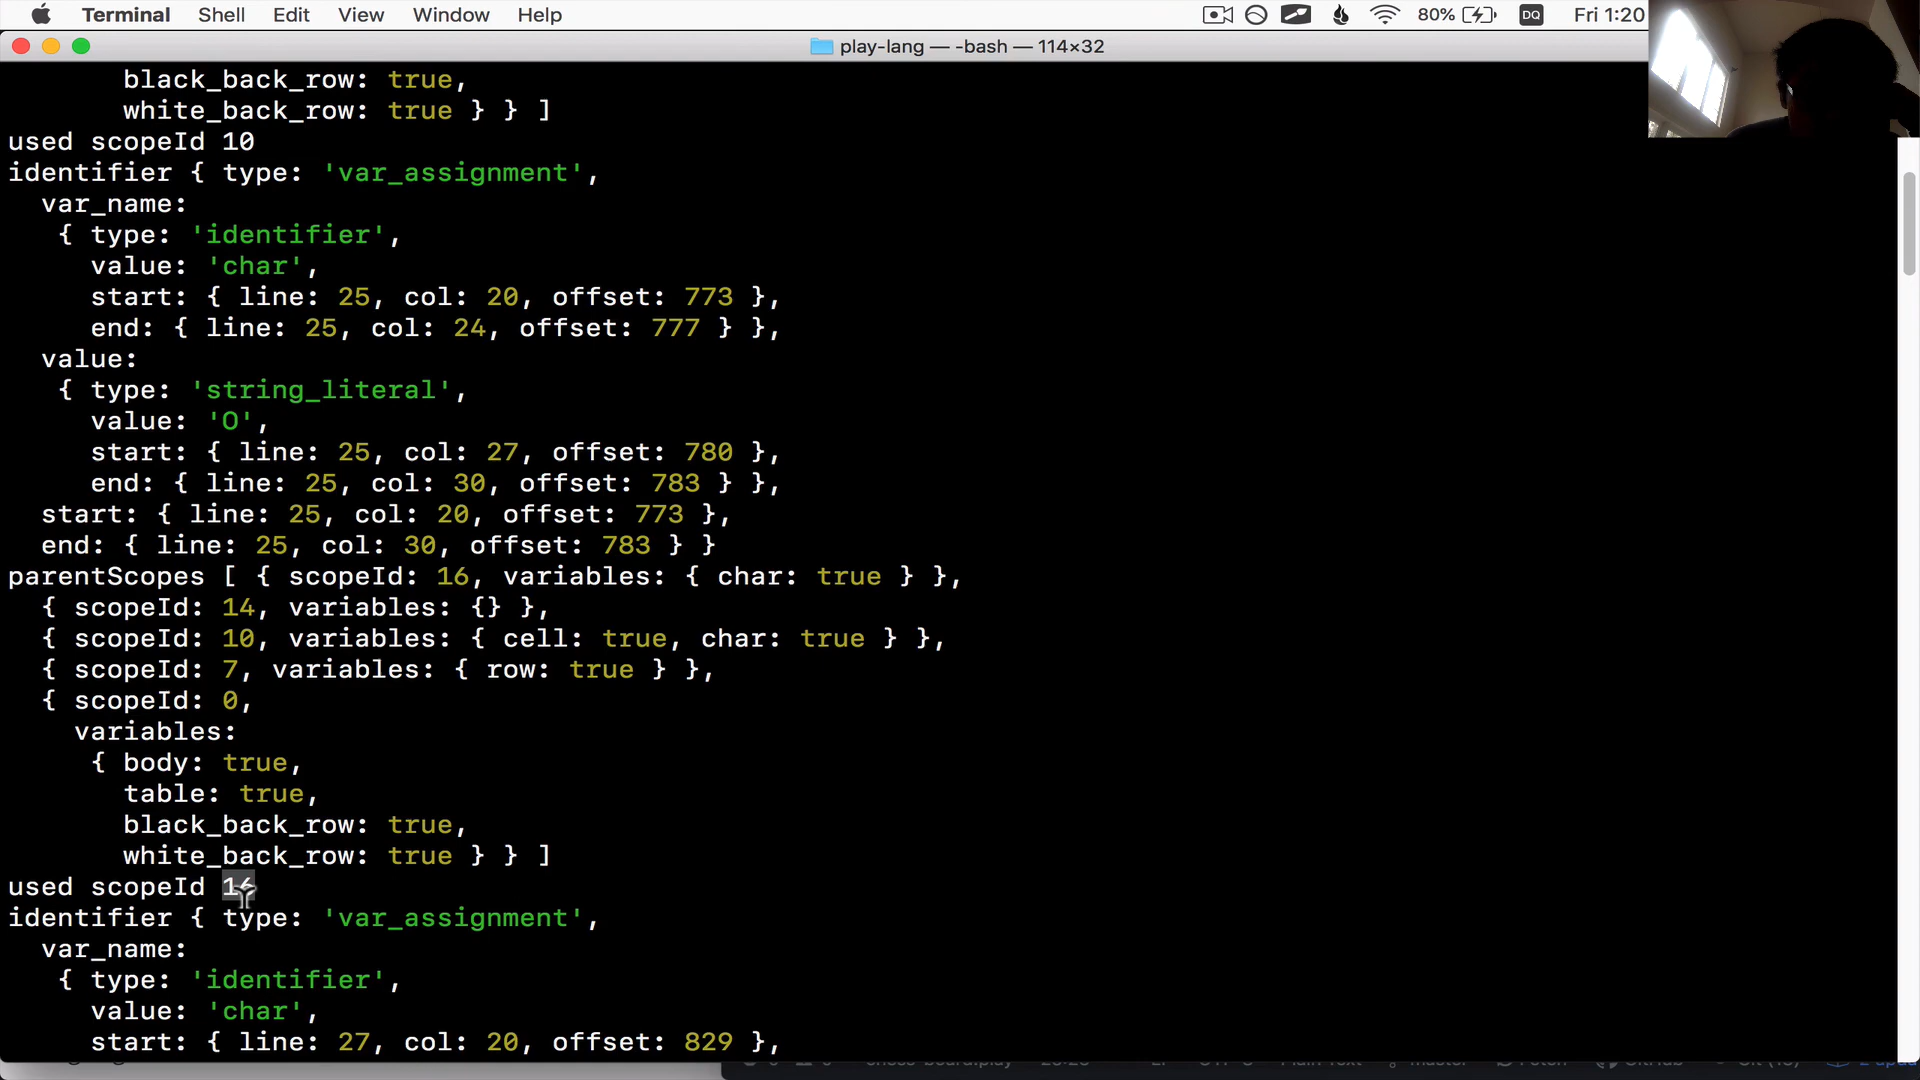 Terminal Shell Edit View Window Help 80% DQ Fri 1:20
play-lang — -bash — 114×32
black_back_row: true,
white_back_row: true } } ]
used scopeId 10
identifier { type: 'var_assignment',
var_name:
{ type: 'identifier',
value: 'char',
start: { line: 25, col: 20, offset: 773 },
end: { line: 25, col: 24, offset: 777 } },
value:
{ type: 'string_literal',
value: 'O',
start: { line: 25, col: 27, offset: 780 },
end: { line: 25, col: 30, offset: 783 } },
start: { line: 25, col: 20, offset: 773 },
end: { line: 25, col: 30, offset: 783 } }
parentScopes [ { scopeId: 16, variables: { char: true } },
{ scopeId: 14, variables: {} },
{ scopeId: 10, variables: { cell: true, char: true } },
{ scopeId: 7, variables: { row: true } },
{ scopeId: 0,
variables:
{ body: true,
table: true,
black_back_row: true,
white_back_row: true } } ]
used scopeId 16
identifier { type: 'var_assignment',
var_name:
{ type: 'identifier',
value: 'char',
start: { line: 27, col: 20, offset: 829 },